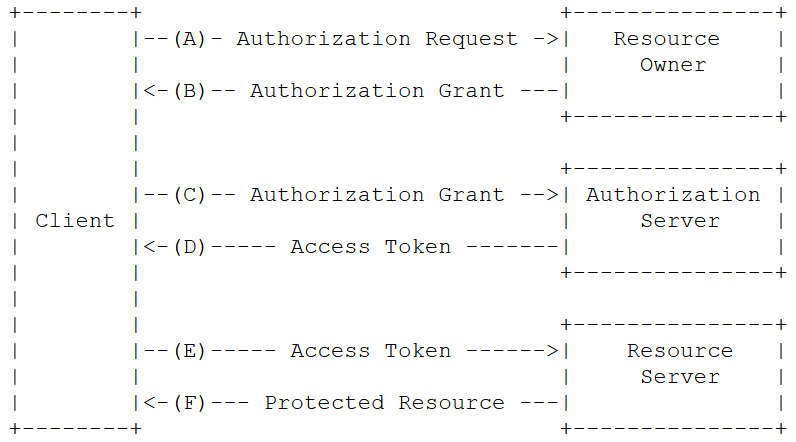 +--------+                               +---------------+
|        |--(A)- Authorization Request ->|   Resource    |
|        |                               |     Owner     |
|        |<-(B)-- Authorization Grant ---|               |
|        |                               +---------------+
|        |
|        |                               +---------------+
|        |--(C)-- Authorization Grant -->| Authorization |
| Client |                               |     Server    |
|        |<-(D)----- Access Token -------|               |
|        |                               +---------------+
|        |
|        |                               +---------------+
|        |--(E)----- Access Token ------>|    Resource   |
|        |                               |     Server    |
|        |<-(F)--- Protected Resource ---|               |
+--------+                               +---------------+